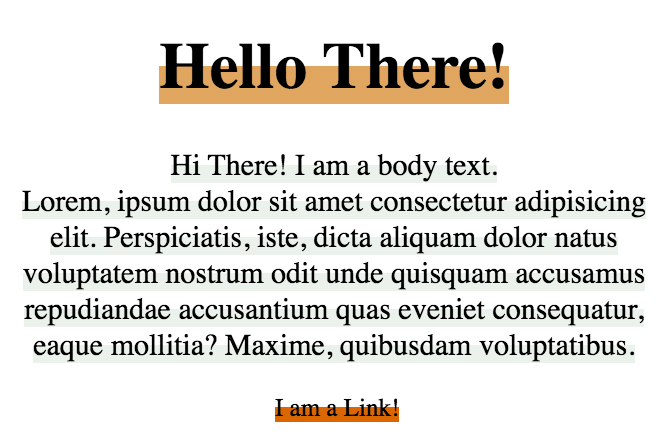 Hello There!
Hi There! I am a body text.
Lorem, ipsum dolor sit amet consectetur adipisicing
elit. Perspiciatis, iste, dicta aliquam dolor natus
voluptatem nostrum odit unde quisquam accusamus
repudiandae accusantium quas eveniet consequatur,
eaque mollitia? Maxime, quibusdam voluptatibus.
I am a Link!